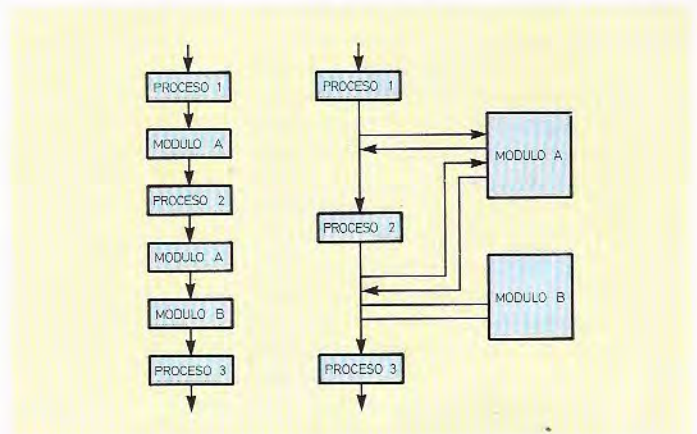 PROCESO 1
MODULO A
PROCESO 2
MODULO A
MODULO B
PROCESO 3
PROCESO 1
MODULO A
PROCESO 2
MODULO B
PROCESO 3